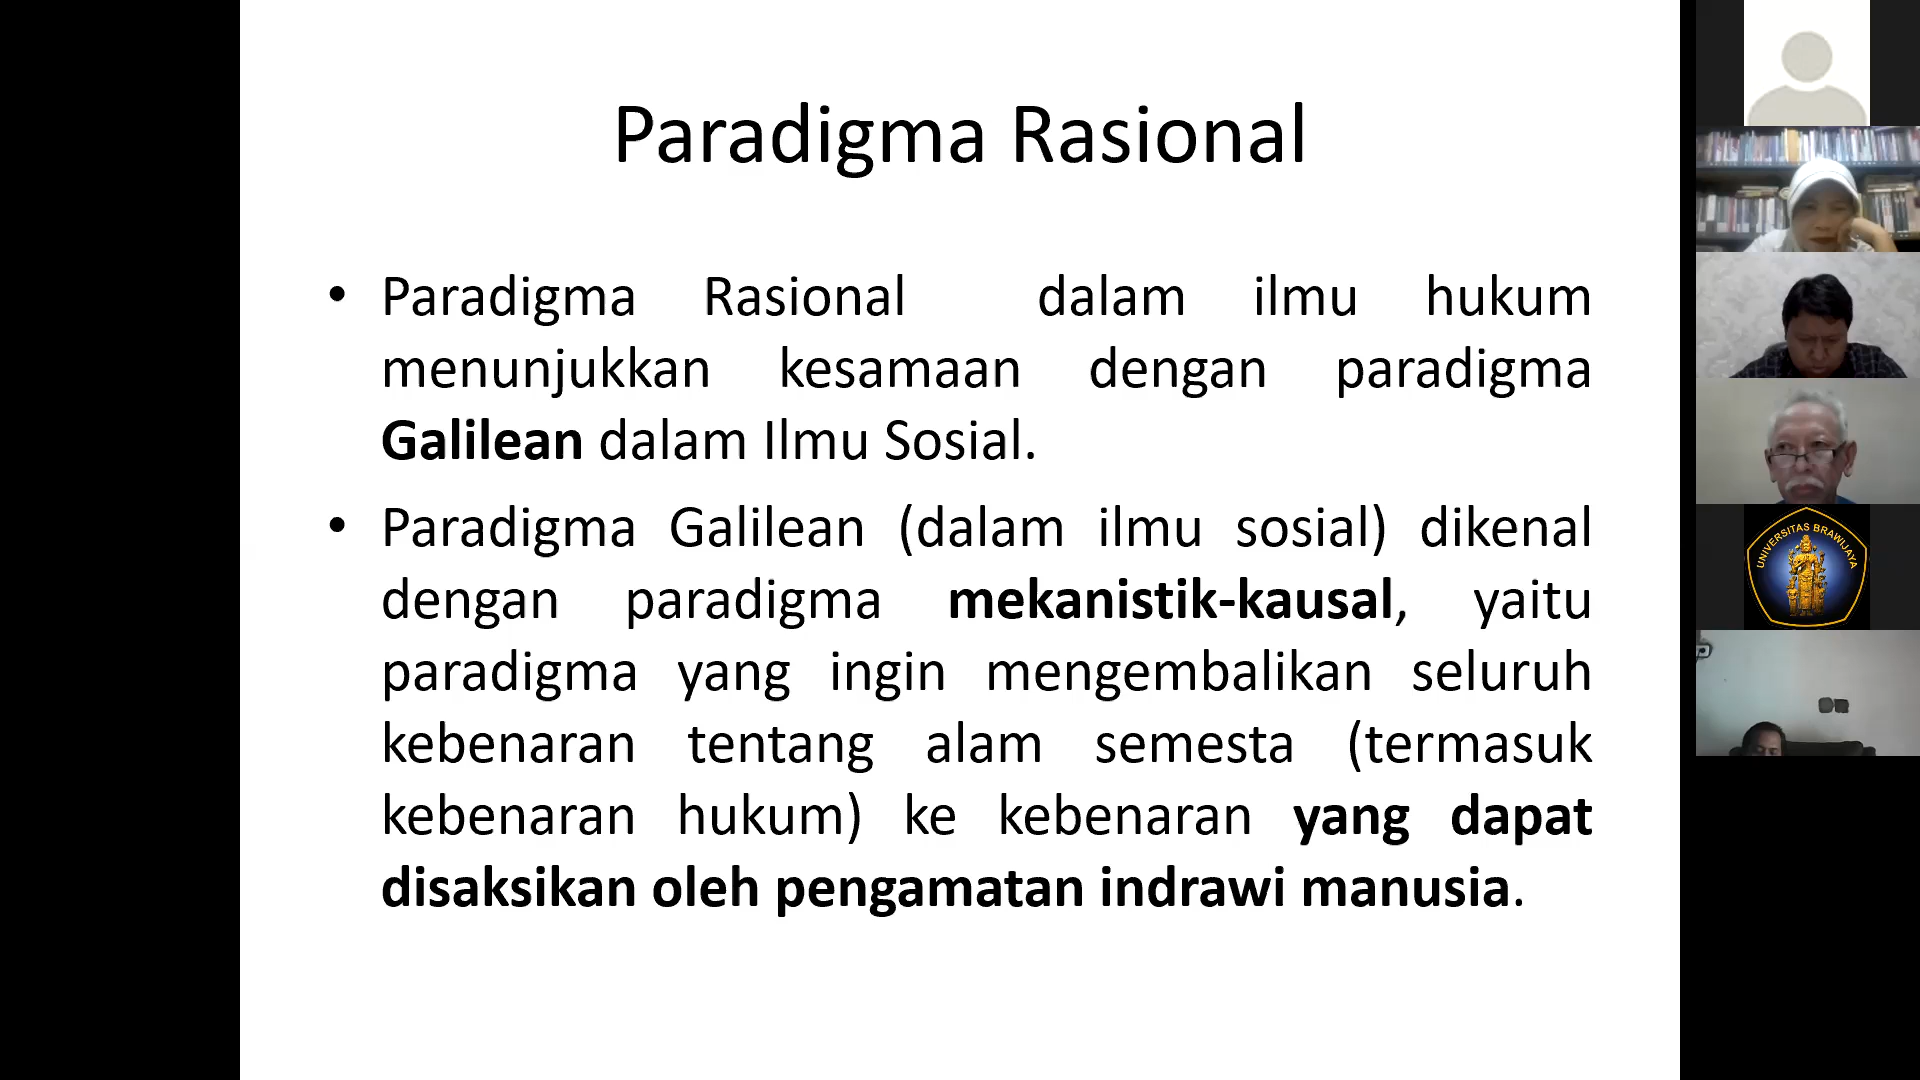 Paradigma Rasional
• Paradigma Rasional dalam ilmu hukum
menunjukkan kesamaan dengan paradigma
Galilean dalam Ilmu Sosial.
• Paradigma Galilean (dalam ilmu sosial) dikenal
dengan paradigma mekanistik-kausal, yaitu
paradigma yang ingin mengembalikan seluruh
kebenaran tentang alam semesta (termasuk
kebenaran hukum) ke kebenaran yang dapat
disaksikan oleh pengamatan indrawi manusia.
UNIVERSITAS BRAWIJAYA